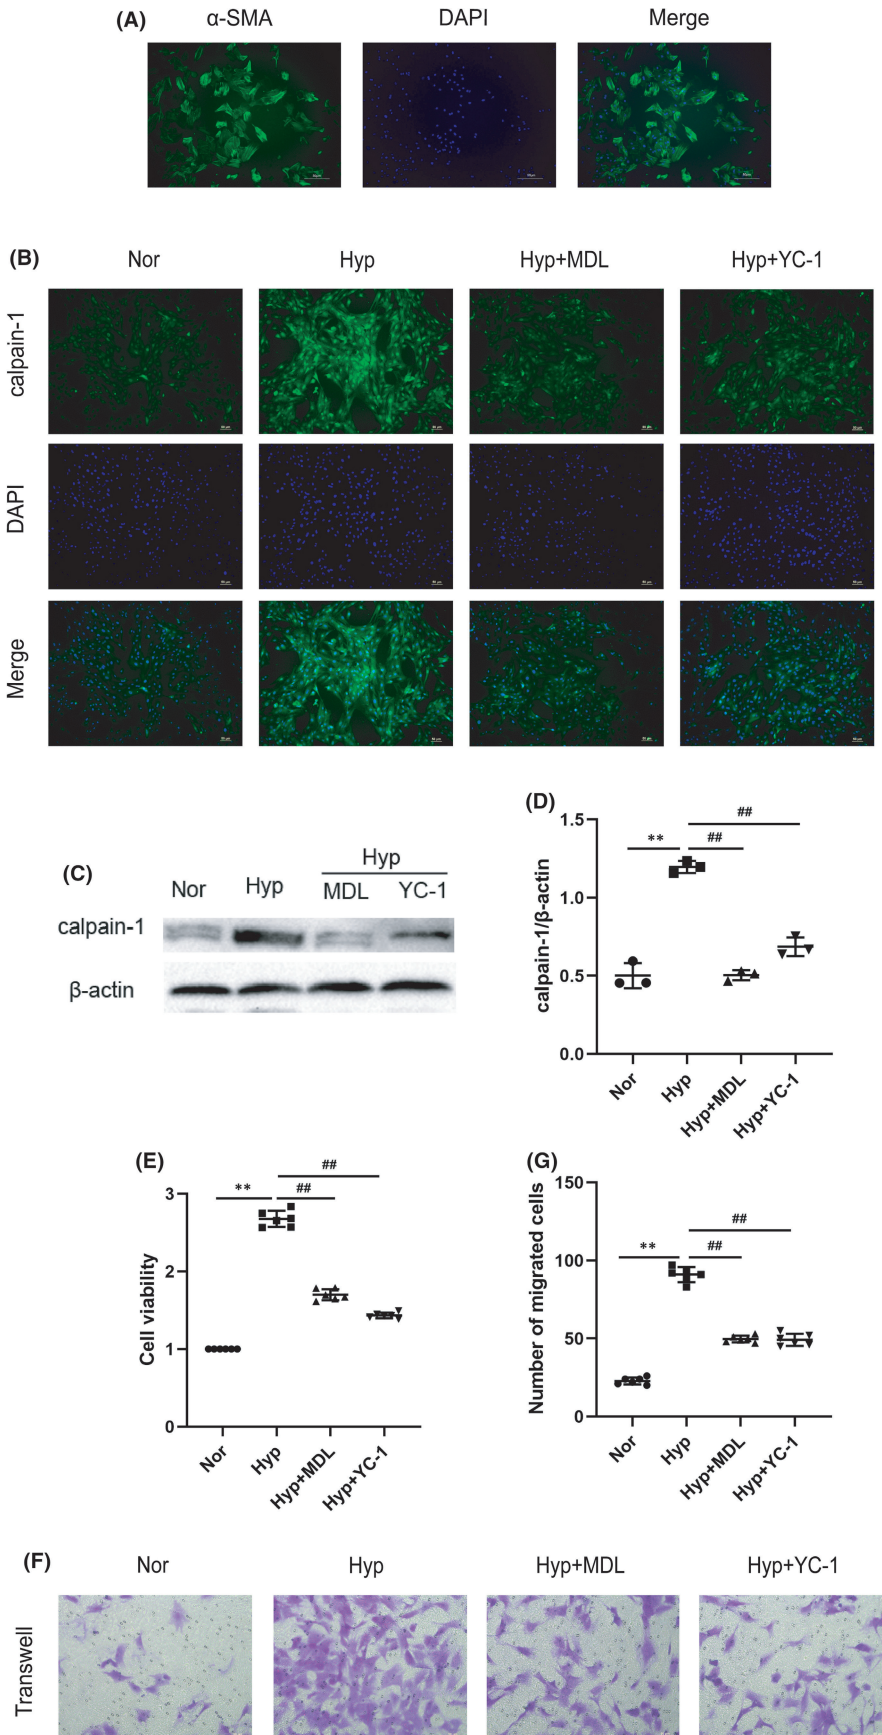 (A)
α-SMA
DAPI
Merge
(B)
Nor
Hyp
Hyp+MDL
Hyp+YC-1
calpain-1
DAPI
Merge
(C)
Nor
Hyp
Hyp
MDL
YC-1
calpain-1
β-actin
(D)
calpain-1/β-actin
1.5
1.0
0.5
0.0
**
##
##
Nor
Hyp
Hyp+MDL
Hyp+YC-1
(E)
Cell viability
3
2
1
0
**
##
##
Nor
Hyp
Hyp+MDL
Hyp+YC-1
(G)
Number of migrated cells
150
100
50
0
**
##
##
Nor
Hyp
Hyp+MDL
Hyp+YC-1
(F)
Nor
Hyp
Hyp+MDL
Hyp+YC-1
Transwell